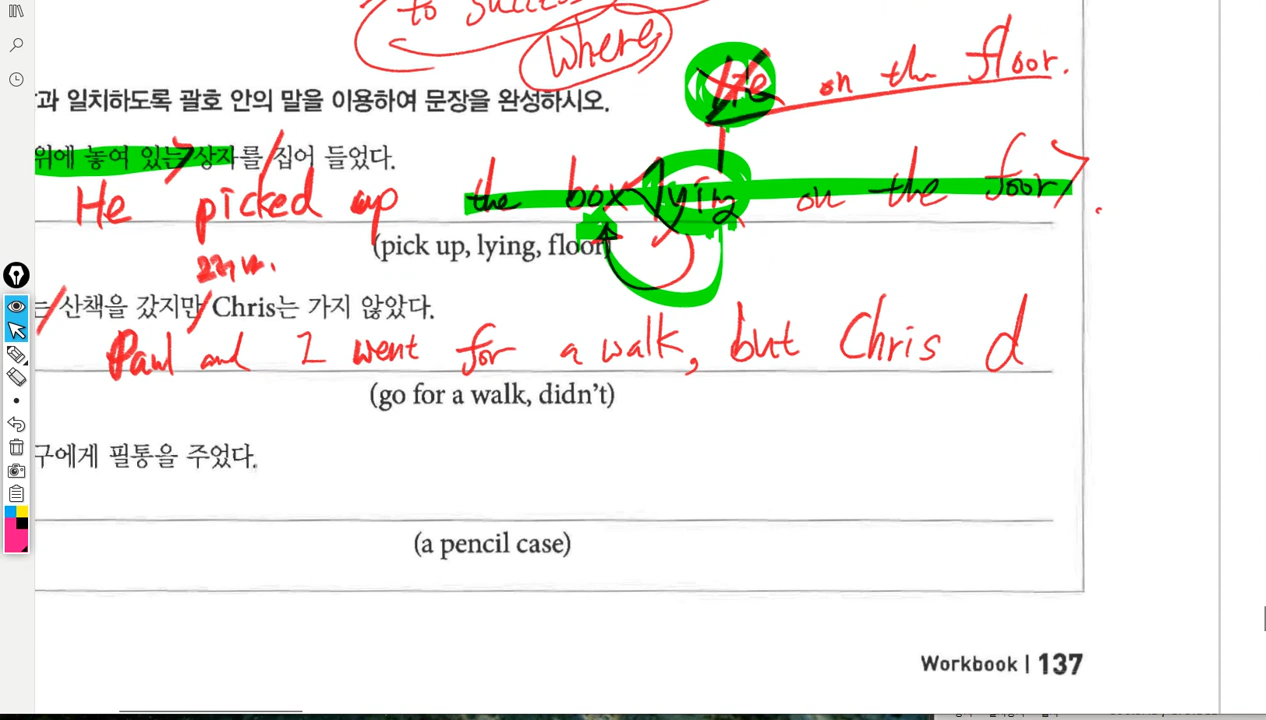 to success
where
He on the floor.
과 일치하도록 괄호 안의 말을 이용하여 문장을 완성하시오.
위에 놓여 있는 상자를 집어 들었다.
He picked up the box lying on the foor.
(pick up, lying, floor)
는 산책을 갔지만 Chris는 가지 않았다.
Paul and I went for a walk, but Chris d
(go for a walk, didn't)
구에게 필통을 주었다.
(a pencil case)
Workbook | 137